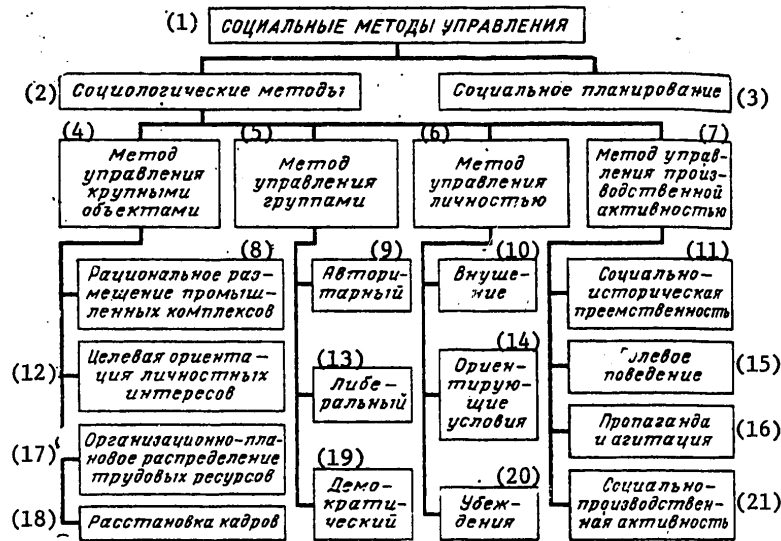 (1) СОЦИАЛЬНЫЕ МЕТОДЫ УПРАВЛЕНИЯ
(2) Социологические методы
Социальное планирование (3)
(4)
Метод
управления
крупными
объектами
(5)
Метод
управления
группами
(6)
Метод
управления
личностью
(7)
Метод управ-
ления произ-
водственной
активностью
(8)
Рациональное раз-
мещение промыш-
ленных комплексов
(9)
Автори-
тарный
(10)
Внуше-
ние
(11)
Социально-
историческая
преемственность
(12)
Целевая ориента-
ция личностных
интересов
(13)
Либе-
ральный
(14)
Ориен-
тирую-
щие
условия
(15)
поведение
(16)
Пропаганда
и агитация
(17)
Организационно-пла-
новое распределение
трудовых ресурсов
(18)
Расстановка кадров
(19)
Демо-
крати-
ческий
(20)
Убеж-
дения
(21)
Социально-
производствен-
ная активность